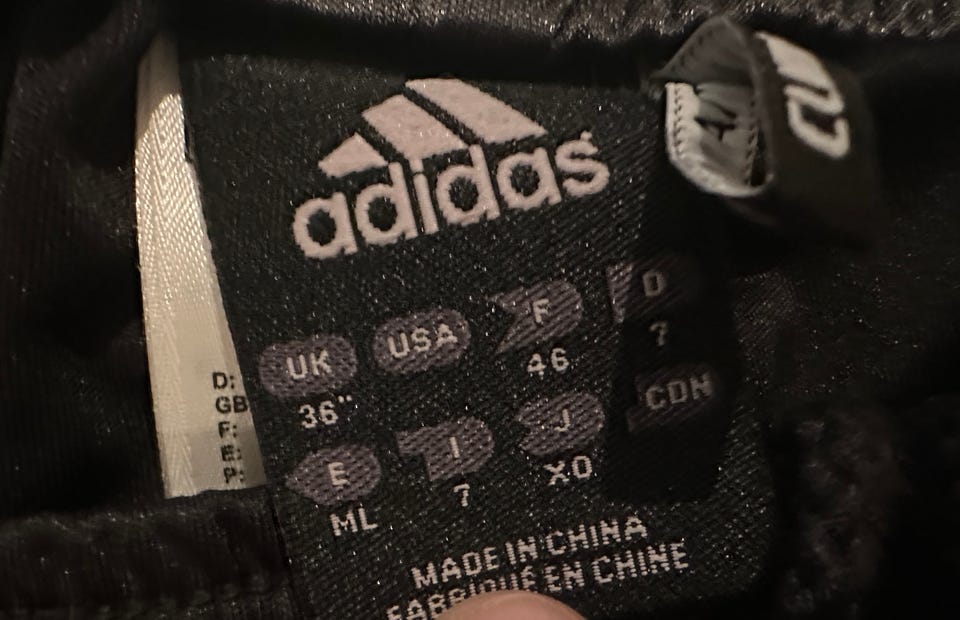 adidas
UK USA F D
36" 46 7
E I J CDN
ML 7 XO
MADE IN CHINA
FABRIQUÉ EN CHINE
D:
GB
F:
E:
P: